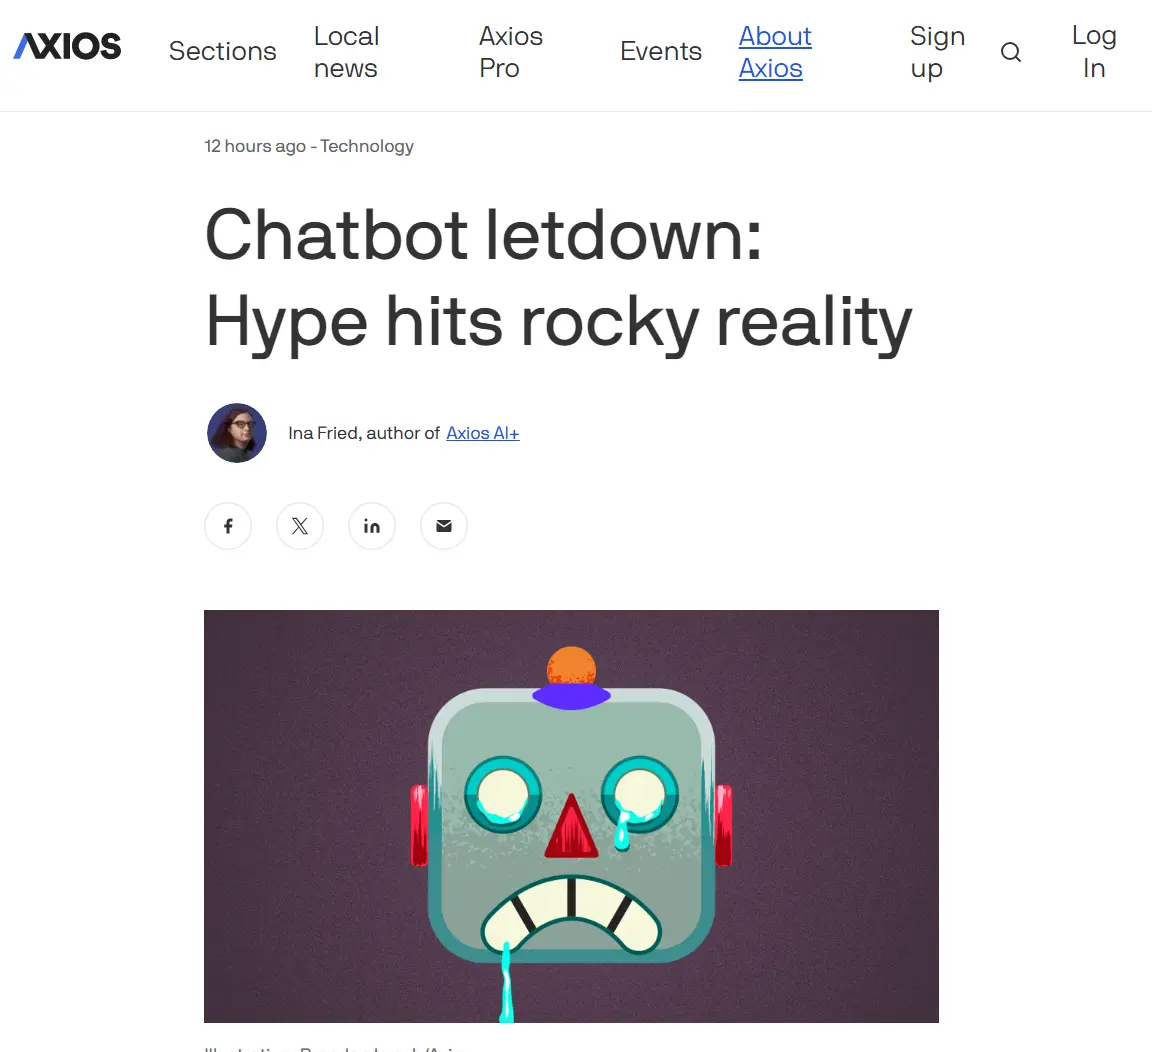 AXIOS
Sections
Local
news
Axios
Pro
Events
About
Axios
Sign
up
Log
In
12 hours ago - Technology
Chatbot letdown:
Hype hits rocky reality
Ina Fried, author of Axios AI+